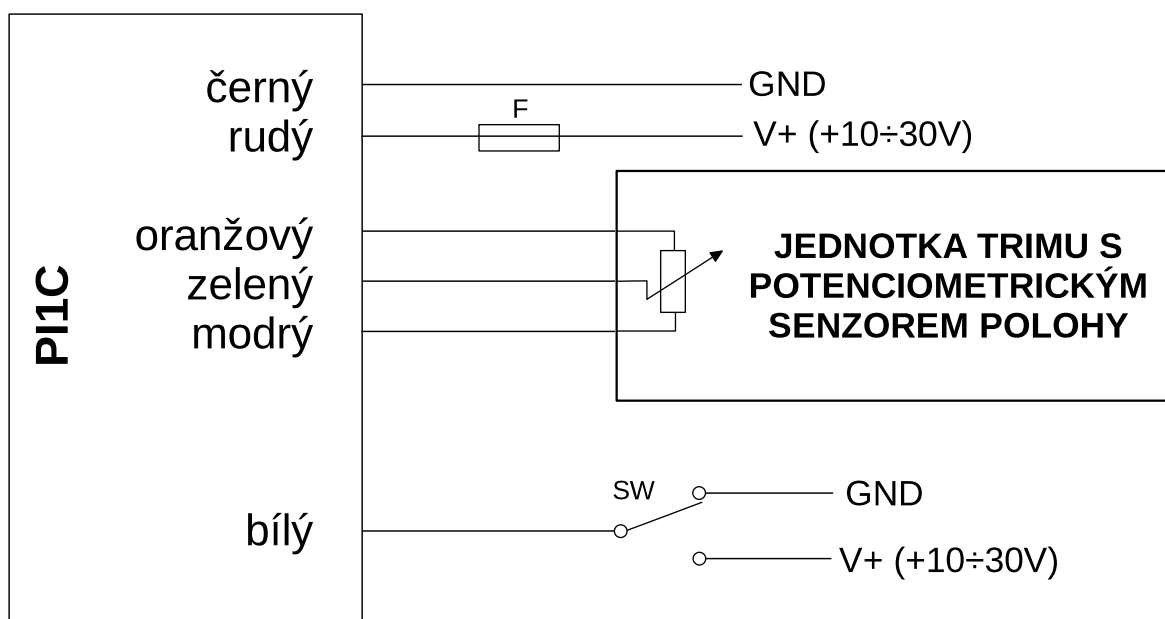 černý
GND
F
rudý
V+ (+10÷30V)
oranžový
zelený
modrý
PI1C
JEDNOTKA TRIMU S
POTENCIOMETRICKÝM
SENZOREM POLOHY
SW
GND
bílý
V+ (+10÷30V)